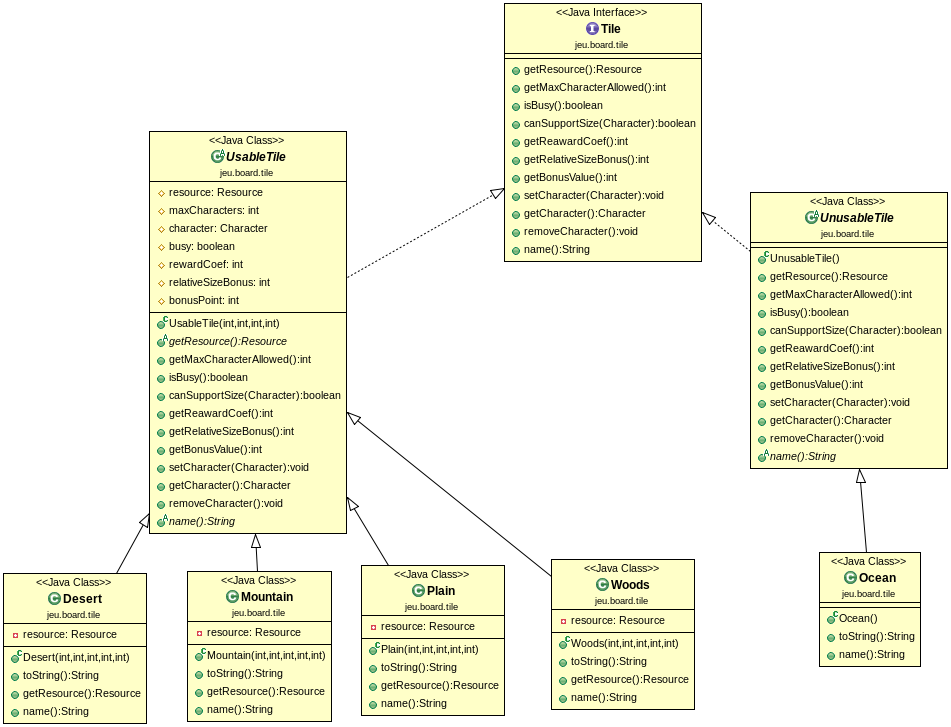 <<Java Interface>>
Tile
jeu.board.tile
getResource():Resource
getMaxCharacterAllowed():int
isBusy():boolean
canSupportSize(Character):boolean
getReawardCoef():int
getRelativeSizeBonus():int
getBonusValue():int
setCharacter(Character):void
getCharacter():Character
removeCharacter():void
name():String
<<Java Class>>
UsableTile
jeu.board.tile
resource: Resource
maxCharacters: int
character: Character
busy: boolean
rewardCoef: int
relativeSizeBonus: int
bonusPoint: int
UsableTile(int,int,int,int)
getResource():Resource
getMaxCharacterAllowed():int
isBusy():boolean
canSupportSize(Character):boolean
getReawardCoef():int
getRelativeSizeBonus():int
getBonusValue():int
setCharacter(Character):void
getCharacter():Character
removeCharacter():void
name():String
<<Java Class>>
UnusableTile
jeu.board.tile
UnusableTile()
getResource():Resource
getMaxCharacterAllowed():int
isBusy():boolean
canSupportSize(Character):boolean
getReawardCoef():int
getRelativeSizeBonus():int
getBonusValue():int
setCharacter(Character):void
getCharacter():Character
removeCharacter():void
name():String
<<Java Class>>
Desert
jeu.board.tile
resource: Resource
Desert(int,int,int,int,int)
toString():String
getResource():Resource
name():String
<<Java Class>>
Mountain
jeu.board.tile
resource: Resource
Mountain(int,int,int,int,int)
toString():String
getResource():Resource
name():String
<<Java Class>>
Plain
jeu.board.tile
resource: Resource
Plain(int,int,int,int,int)
toString():String
getResource():Resource
name():String
<<Java Class>>
Woods
jeu.board.tile
resource: Resource
Woods(int,int,int,int,int)
toString():String
getResource():Resource
name():String
<<Java Class>>
Ocean
jeu.board.tile
Ocean()
toString():String
name():String